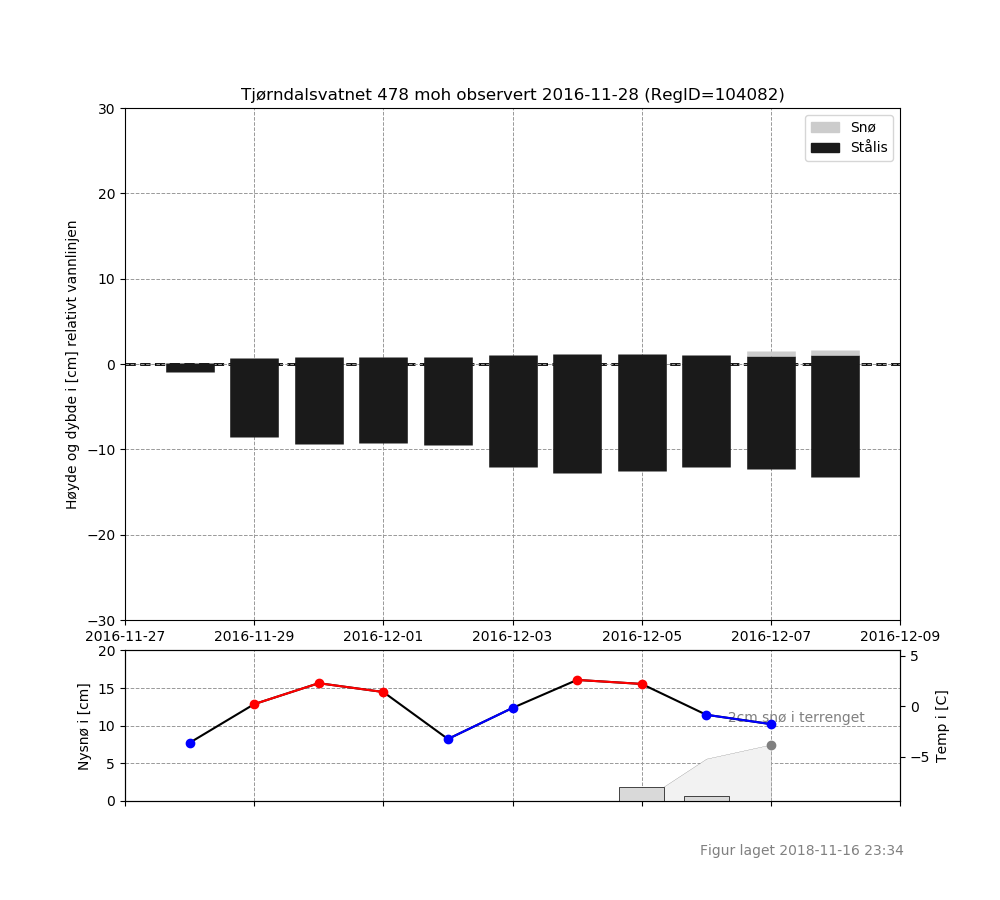 Tjørndalsvatnet 478 moh observert 2016-11-28 (RegID=104082)
Snø
Stålis
Høyde og dybde i [cm] relativt vannlinjen
30
20
10
0
−10
−20
−30
2016-11-27
2016-11-29
2016-12-01
2016-12-03
2016-12-05
2016-12-07
2016-12-09
Nysnø i [cm]
20
15
10
5
0
2cm snø i terrenget
5
0
−5
Temp i [C]
Figur laget 2018-11-16 23:34